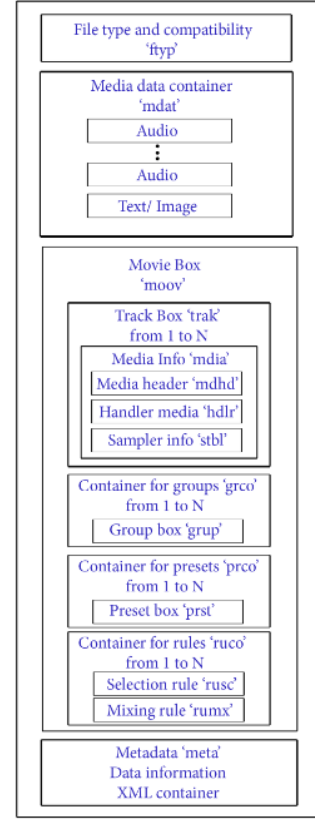 File type and compatibility
‘ftyp’
Media data container
‘mdat’
Audio
Audio
Text/ Image
Movie Box
‘moov’
Track Box ‘trak’
from 1 to N
Media Info ‘mdia’
Media header ‘mdhd’
Handler media ‘hdlr’
Sampler info ‘stbl’
Container for groups ‘grco’
from 1 to N
Group box ‘grup’
Container for presets ‘prco’
from 1 to N
Preset box ‘prst’
Container for rules ‘ruco’
from 1 to N
Selection rule ‘rusc’
Mixing rule ‘rumx’
Metadata ‘meta’
Data information
XML container